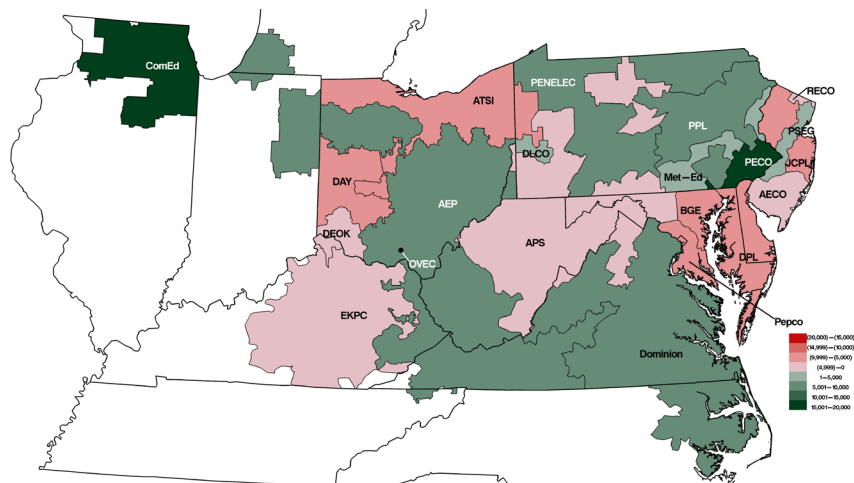 ComEd
RECO
PENELEC
ATSI
PPL
PSEG
DLCO
PECO
JCPL
DAY
Met-Ed
AECO
AEP
BGE
DEOK
APS
DPL
OVEC
EKPC
Pepco
Dominion
(20,000)-(15,000)
(14,999)-(10,000)
(9,999)-(5,000)
(4,999)-0
1-5,000
5,001-10,000
10,001-15,000
15,001-20,000